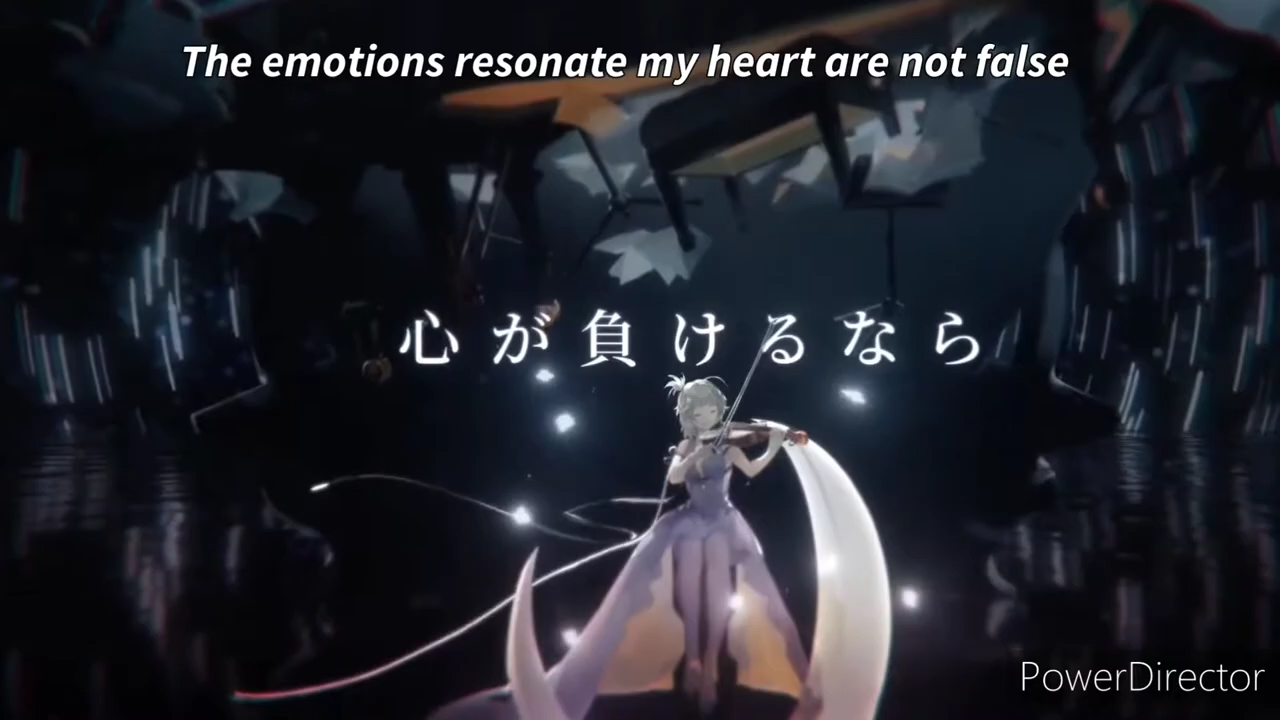 The emotions resonate my heart are not false
心が負けるなら
PowerDirector